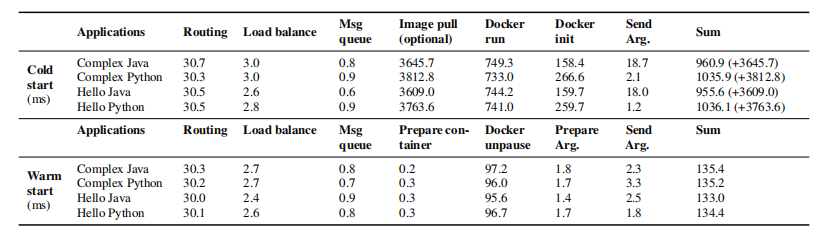 Applications Routing Load balance Msg queue Image pull (optional) Docker run Docker init Send Arg. Sum
Cold start (ms)
Complex Java 30.7 3.0 0.8 3645.7 749.3 158.4 18.7 960.9 (+3645.7)
Complex Python 30.3 3.0 0.9 3812.8 733.0 266.6 2.1 1035.9 (+3812.8)
Hello Java 30.5 2.6 0.6 3609.0 744.2 159.7 18.0 955.6 (+3609.0)
Hello Python 30.5 2.8 0.9 3763.6 741.0 259.7 1.2 1036.1 (+3763.6)
Applications Routing Load balance Msg queue Prepare con-tainer Docker unpause Prepare Arg. Send Arg. Sum
Warm start (ms)
Complex Java 30.3 2.7 0.8 0.2 97.2 1.8 2.3 135.4
Complex Python 30.2 2.7 0.7 0.3 96.0 1.7 3.3 135.2
Hello Java 30.0 2.4 0.9 0.3 95.6 1.4 2.5 133.0
Hello Python 30.1 2.6 0.8 0.3 96.7 1.7 1.8 134.4